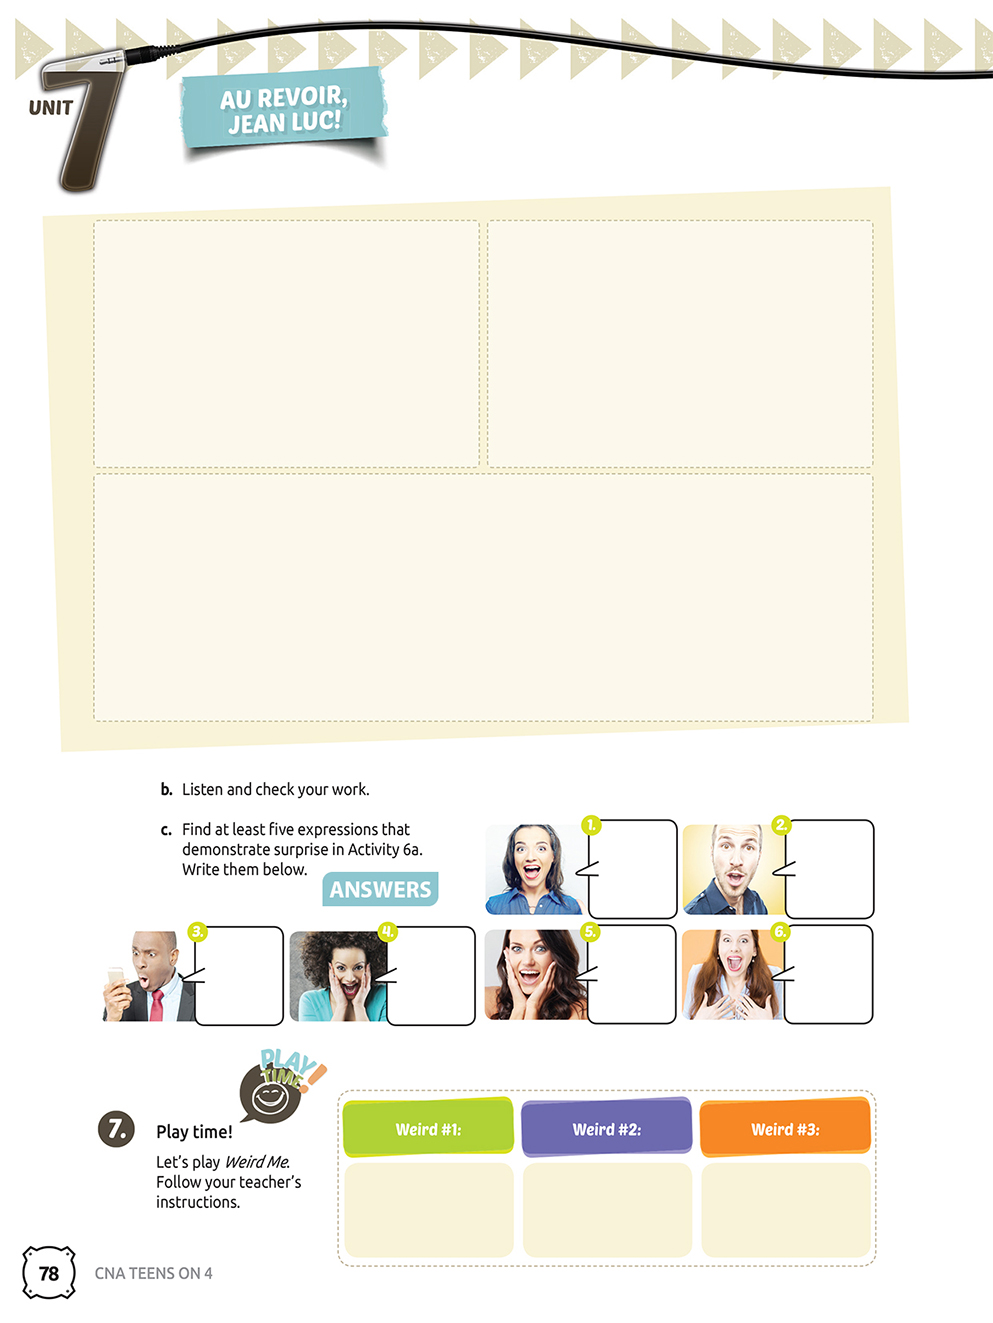 UNIT 7
AU REVOIR,
JEAN LUC!
b. Listen and check your work.
c. Find at least five expressions that
demonstrate surprise in Activity 6a.
Write them below.
ANSWERS
1.
2.
3.
4.
5.
6.
PLAY
TIME!
7. Play time!
Let's play Weird Me.
Follow your teacher's
instructions.
Weird #1:
Weird #2:
Weird #3:
78
CNA TEENS ON 4